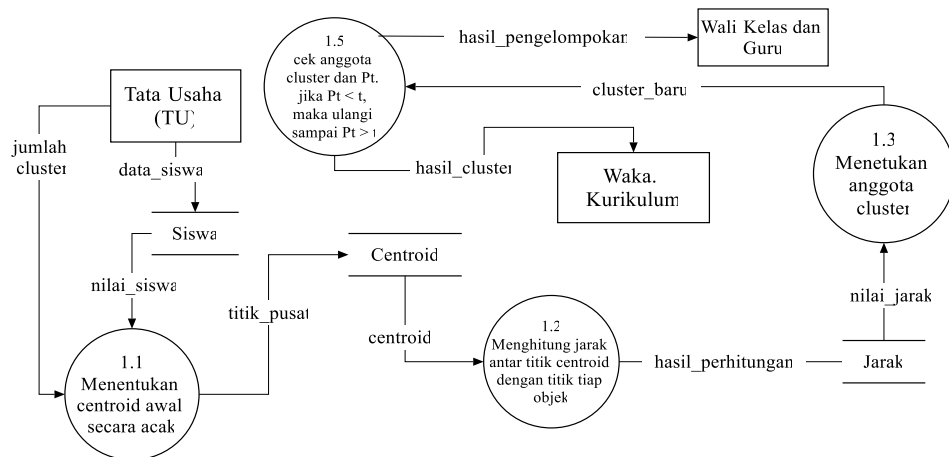 1.5
cek anggota
cluster dan Pt.
jika Pt < t,
maka ulangi
sampai Pt > t
hasil_pengelompokan
Wali Kelas dan
Guru
Tata Usaha
(TU)
cluster_baru
jumlah
cluster
data_siswa
hasil_cluster
Waka.
Kurikulum
1.3
Menetukan
anggota
cluster
Siswa
Centroid
nilai_siswa
titik_pusat
centroid
nilai_jarak
1.2
Menghitung jarak
antar titik centroid
dengan titik tiap
objek
hasil_perhitungan
Jarak
1.1
Menentukan
centroid awal
secara acak